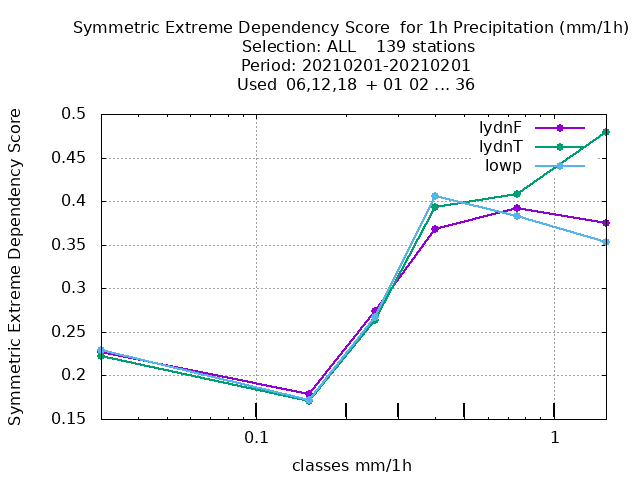 Symmetric Extreme Dependency Score  for 1h Precipitation (mm/1h)
Selection: ALL    139 stations
Period: 20210201-20210201
Used  06,12,18  + 01 02 ... 36
Symmetric Extreme Dependency Score
0.5
0.45
0.4
0.35
0.3
0.25
0.2
0.15
lydnF
lydnT
lowp
0.1
1
classes mm/1h